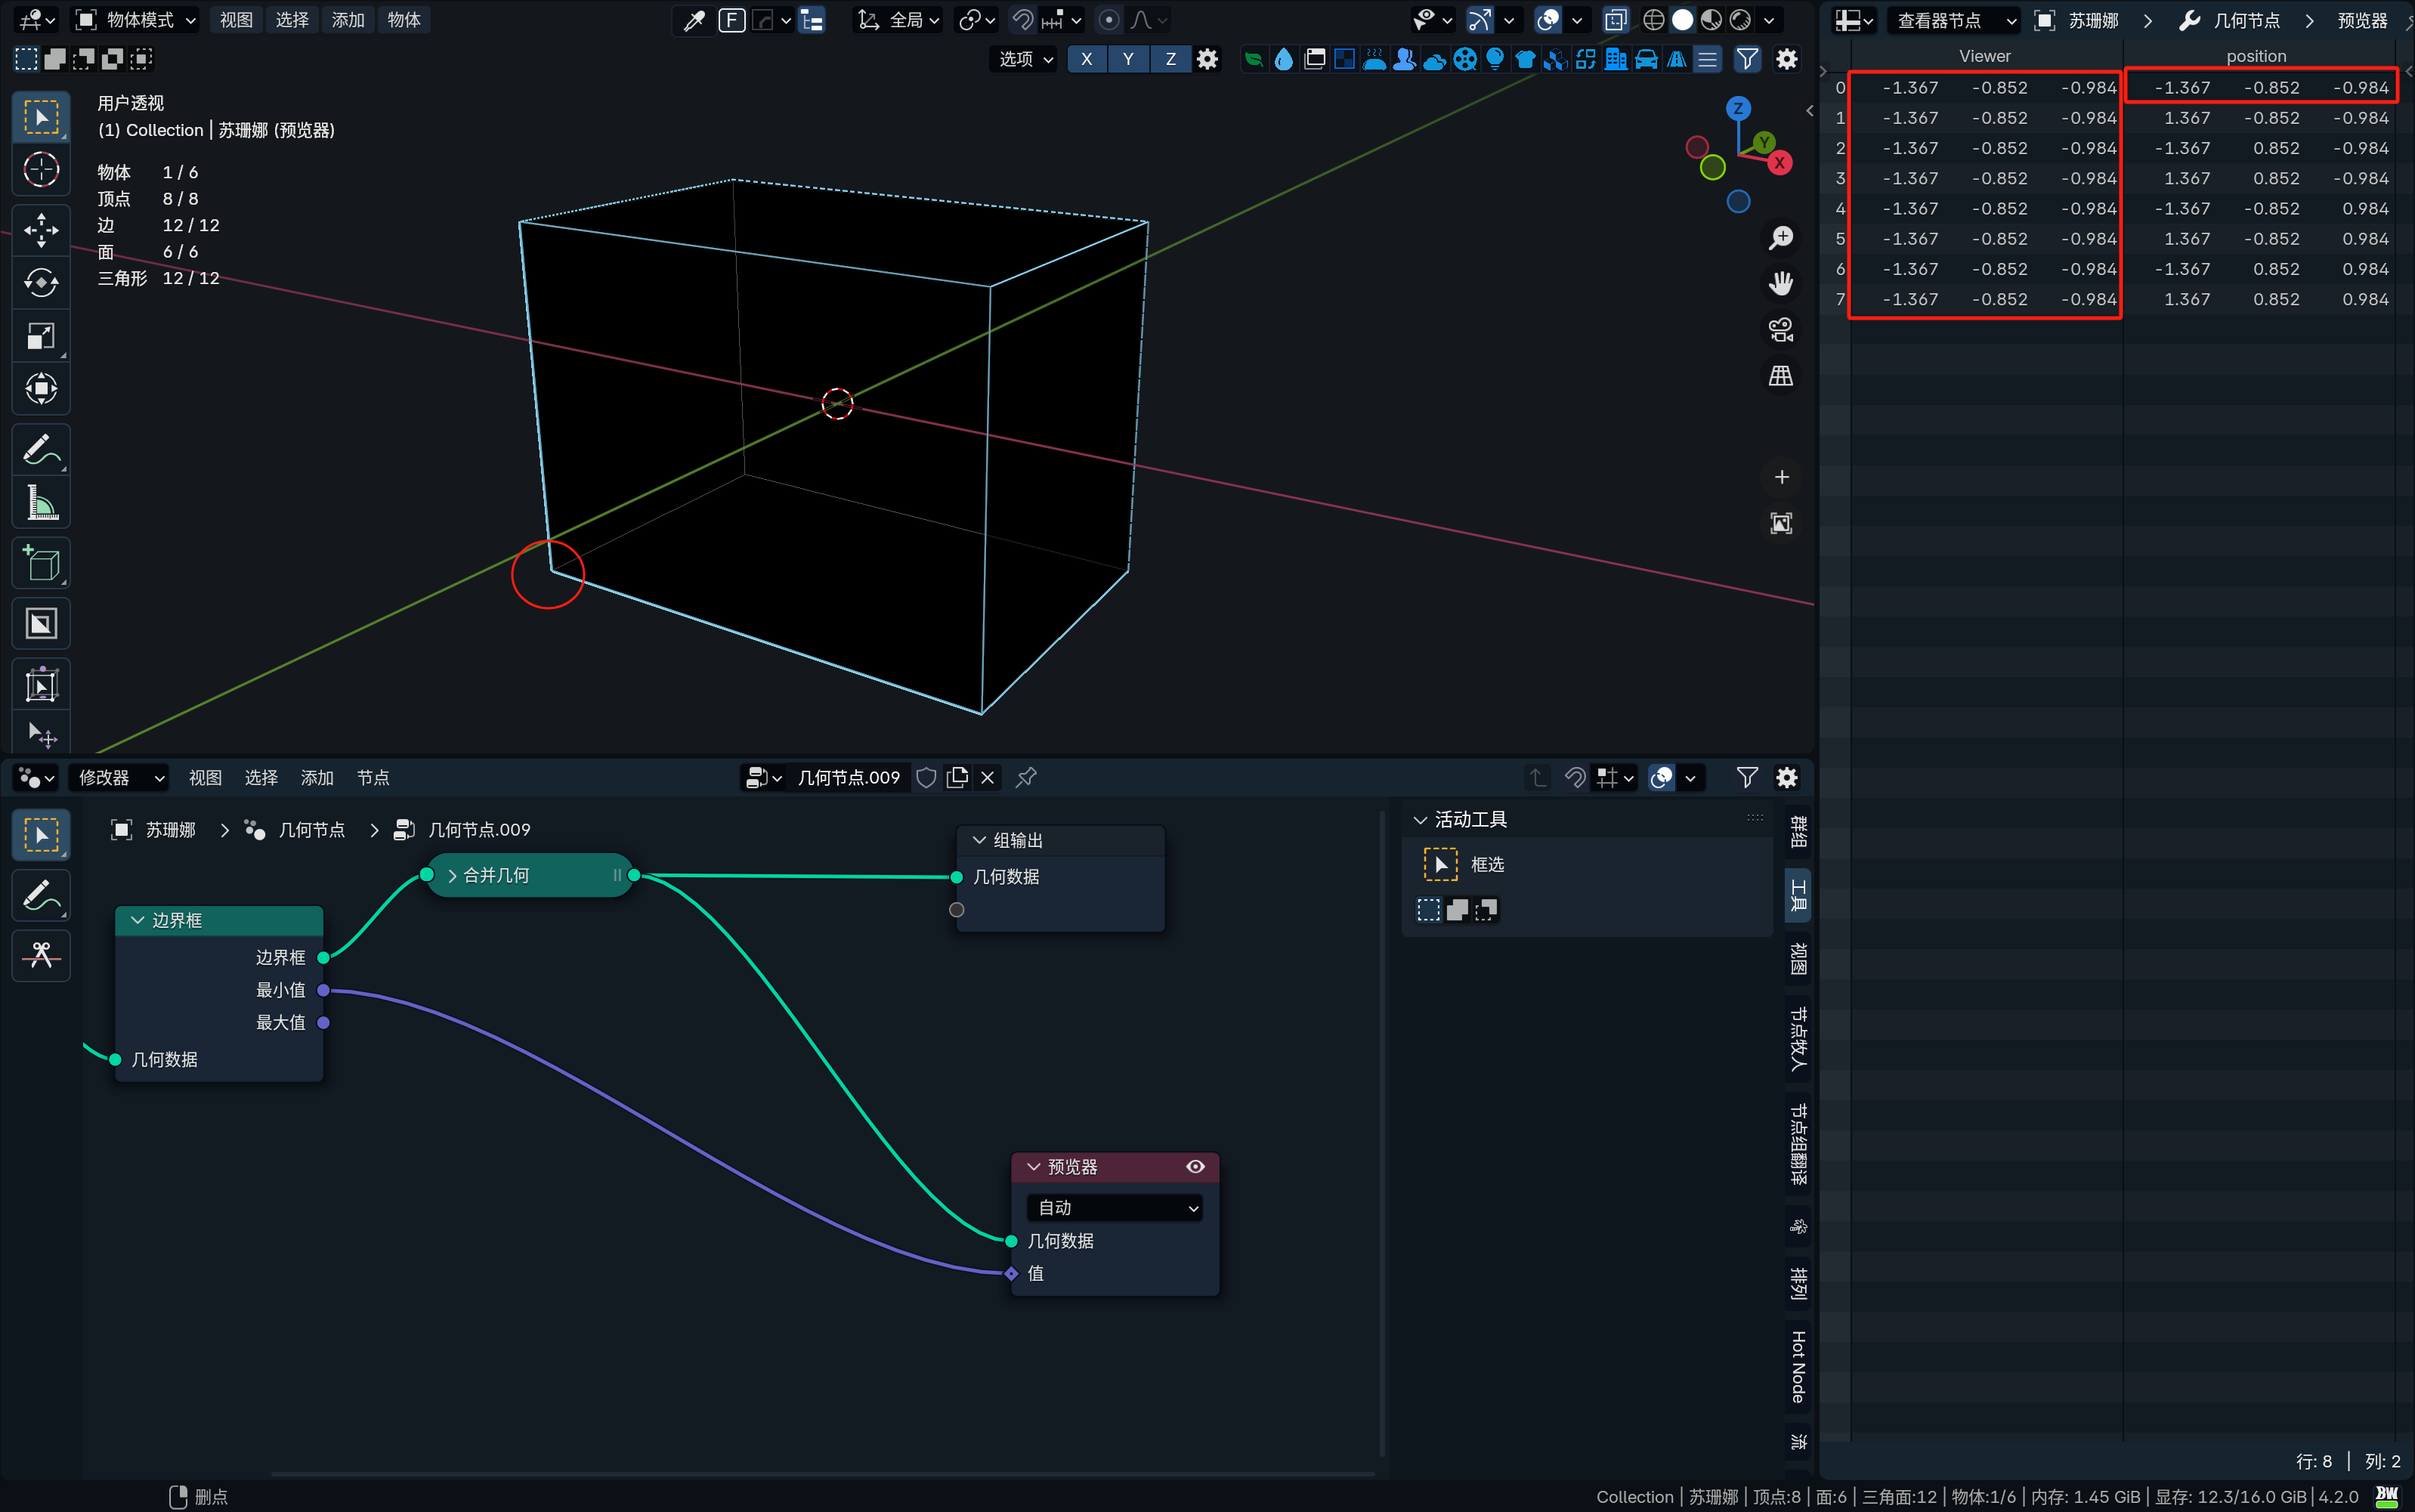 物体模式 视图 选择 添加 物体 F 全局 查看器节点 苏珊娜 几何节点 预览器
选项 X Y Z
Viewer position
用户透视
(1) Collection | 苏珊娜 (预览器)
物体 1 / 6
顶点 8 / 8
边 12 / 12
面 6 / 6
三角形 12 / 12
Z
Y
X
0 -1.367 -0.852 -0.984 -1.367 -0.852 -0.984
1 -1.367 -0.852 -0.984 1.367 -0.852 -0.984
2 -1.367 -0.852 -0.984 -1.367 0.852 -0.984
3 -1.367 -0.852 -0.984 1.367 0.852 -0.984
4 -1.367 -0.852 -0.984 -1.367 -0.852 0.984
5 -1.367 -0.852 -0.984 1.367 -0.852 0.984
6 -1.367 -0.852 -0.984 -1.367 0.852 0.984
7 -1.367 -0.852 -0.984 1.367 0.852 0.984
修改器 视图 选择 添加 节点 几何节点.009
苏珊娜 几何节点 几何节点.009
合并几何
组输出
几何数据
边界框
边界框
最小值
最大值
几何数据
预览器
自动
几何数据
值
活动工具
框选
群组
工具
视图
节点牧人
节点组翻译
排列
Hot Node
流
行: 8 | 列: 2
删点
Collection | 苏珊娜 | 顶点:8 | 面:6 | 三角面:12 | 物体:1/6 | 内存: 1.45 GiB | 显存: 12.3/16.0 GiB | 4.2.0